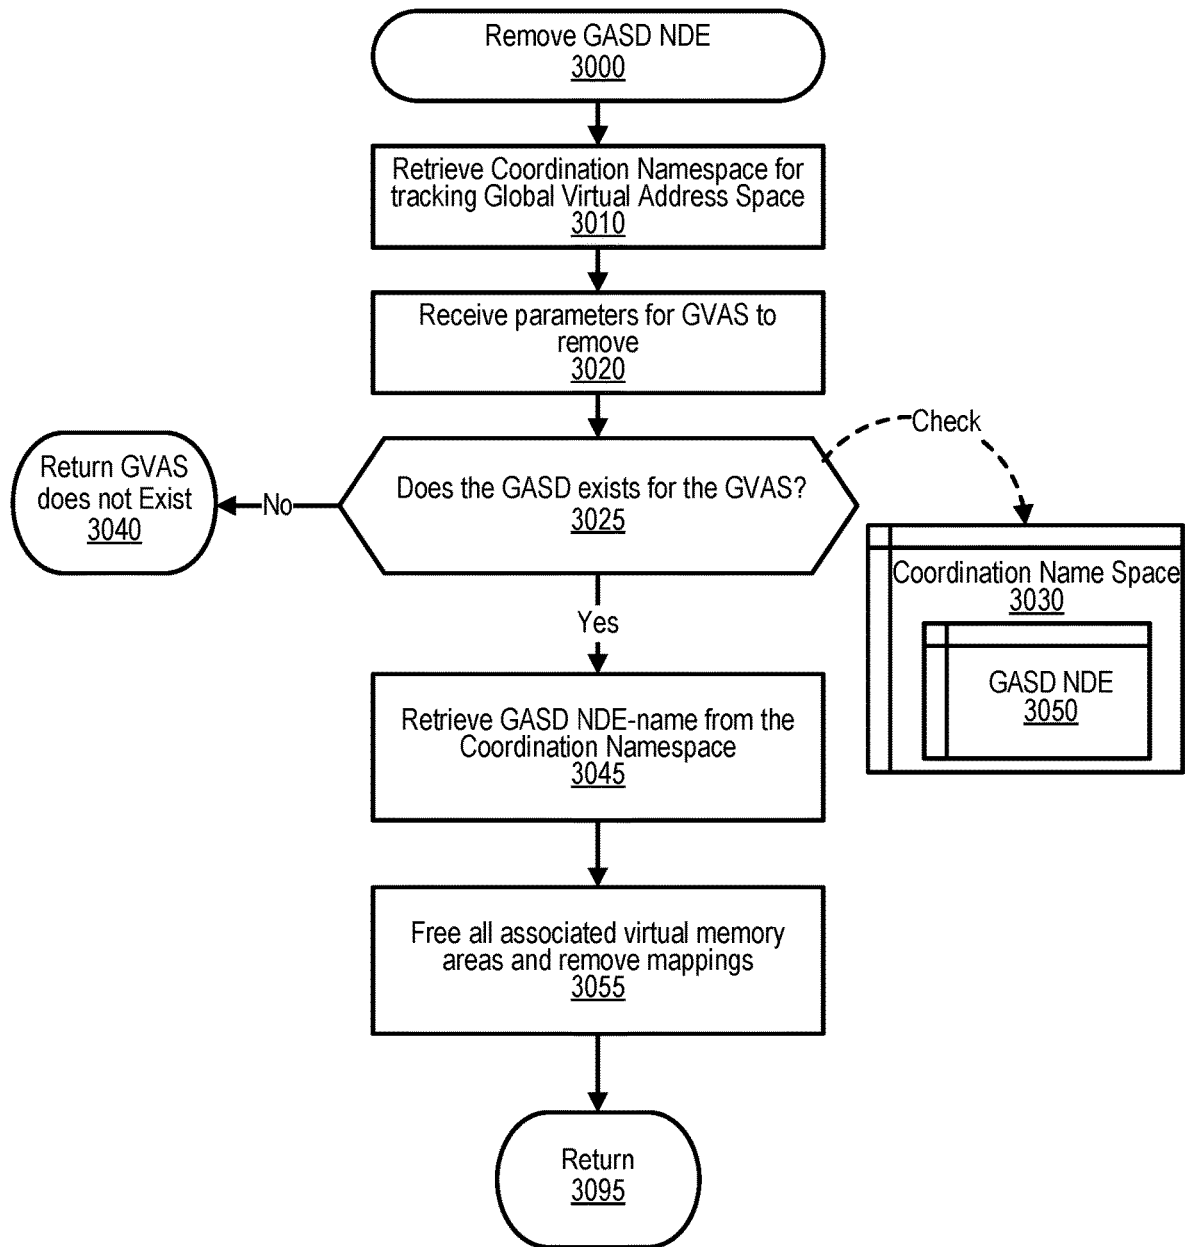 Remove GASD NDE
3000
Retrieve Coordination Namespace for
tracking Global Virtual Address Space
3010
Receive parameters for GVAS to
remove
3020
Check
Return GVAS
does not Exist
3040
No
Does the GASD exists for the GVAS?
3025
Coordination Name Space
3030
GASD NDE
3050
Yes
Retrieve GASD NDE-name from the
Coordination Namespace
3045
Free all associated virtual memory
areas and remove mappings
3055
Return
3095